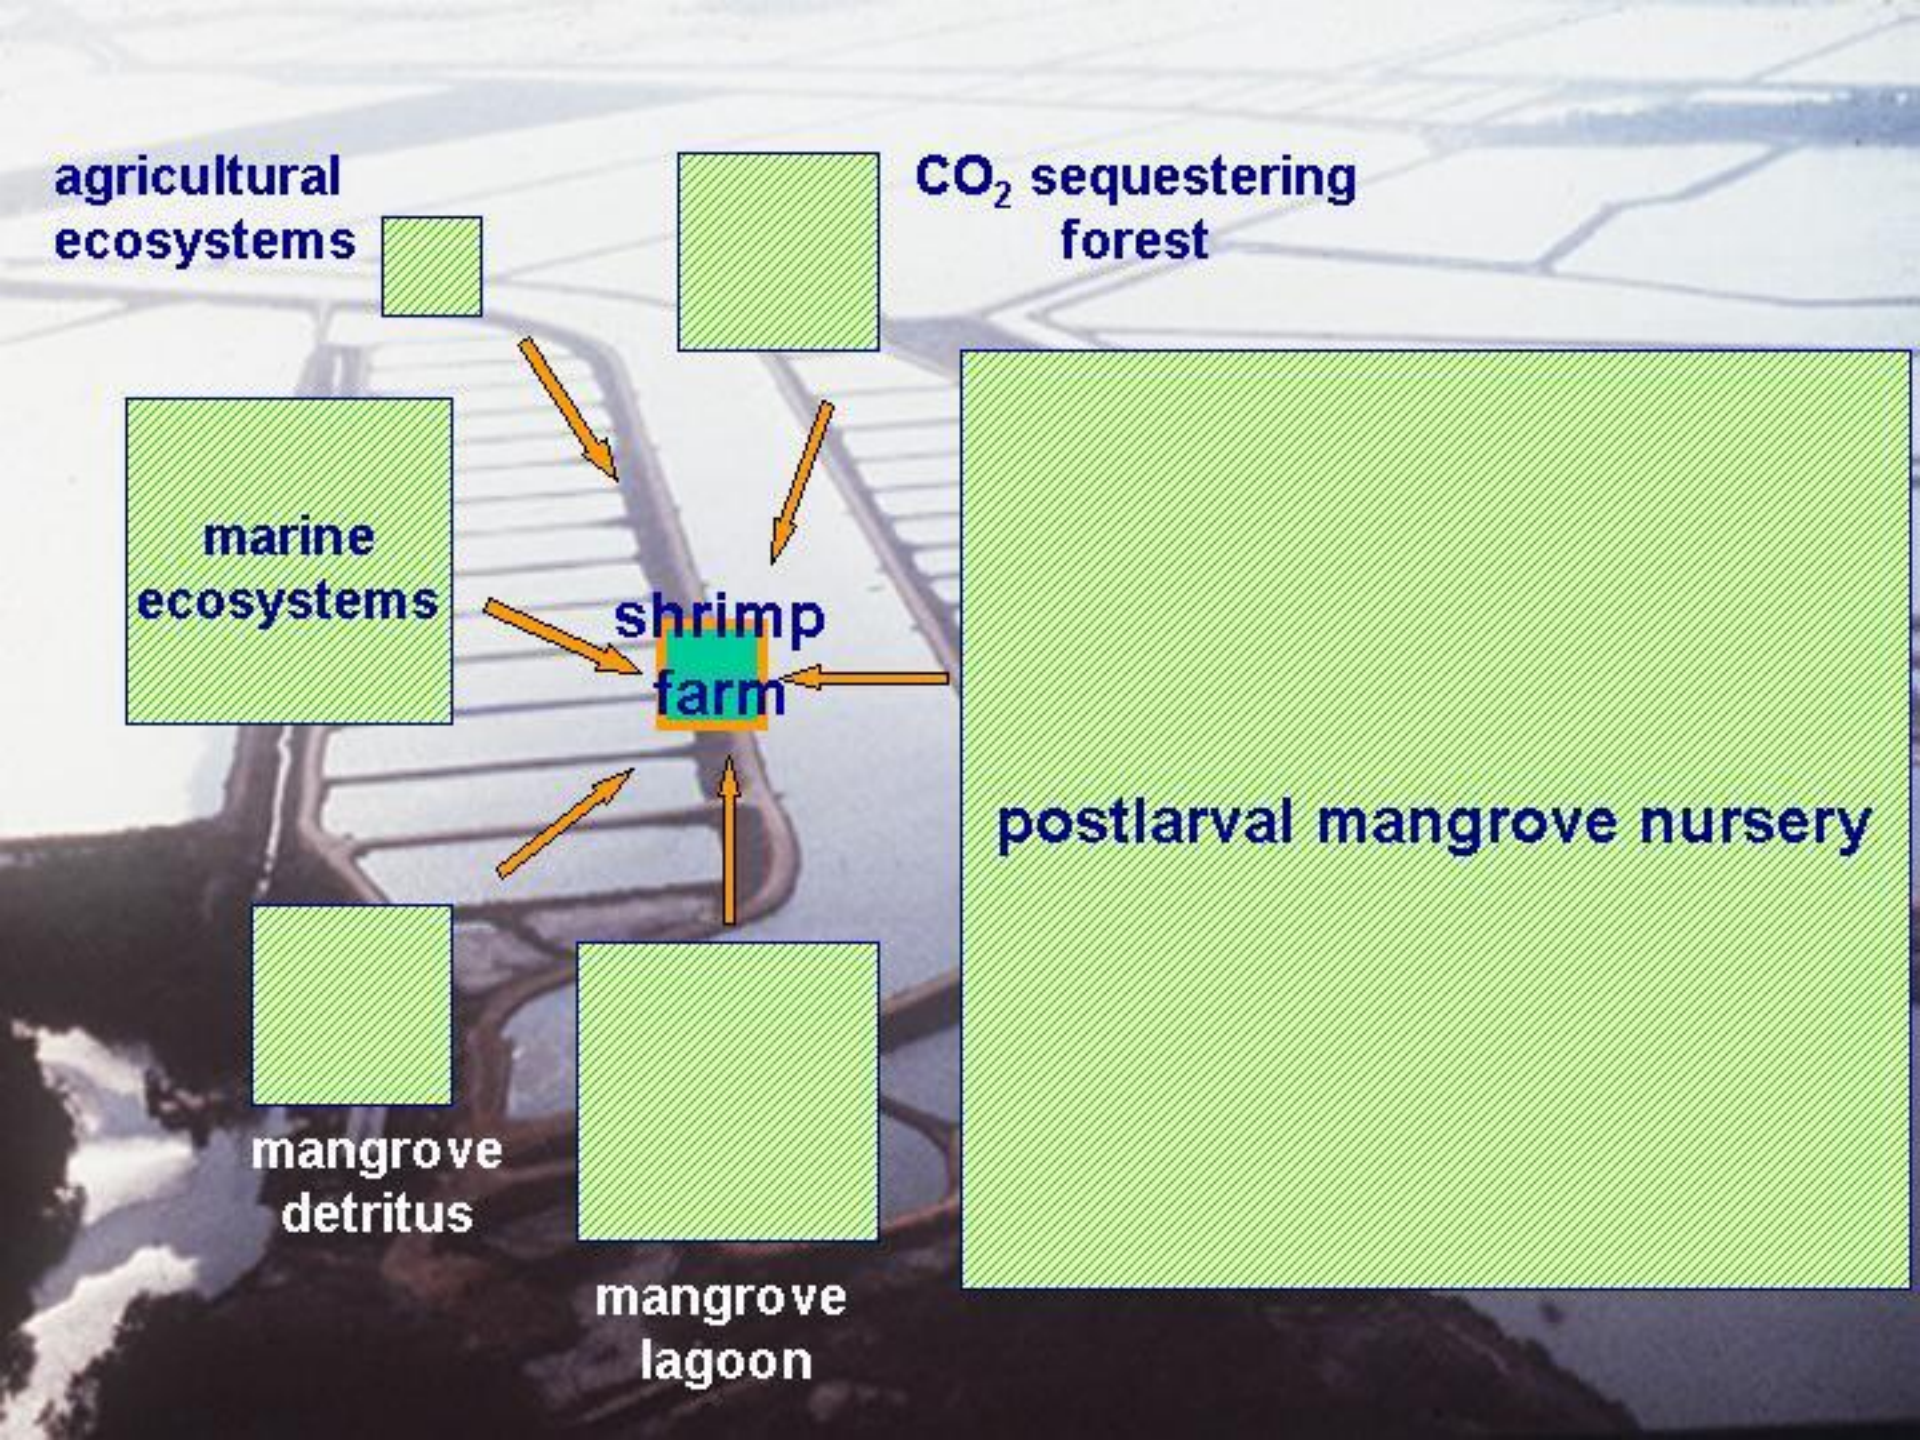 agricultural
ecosystems
CO₂ sequestering
forest
marine
ecosystems
shrimp
farm
postlarval mangrove nursery
mangrove
detritus
mangrove
lagoon